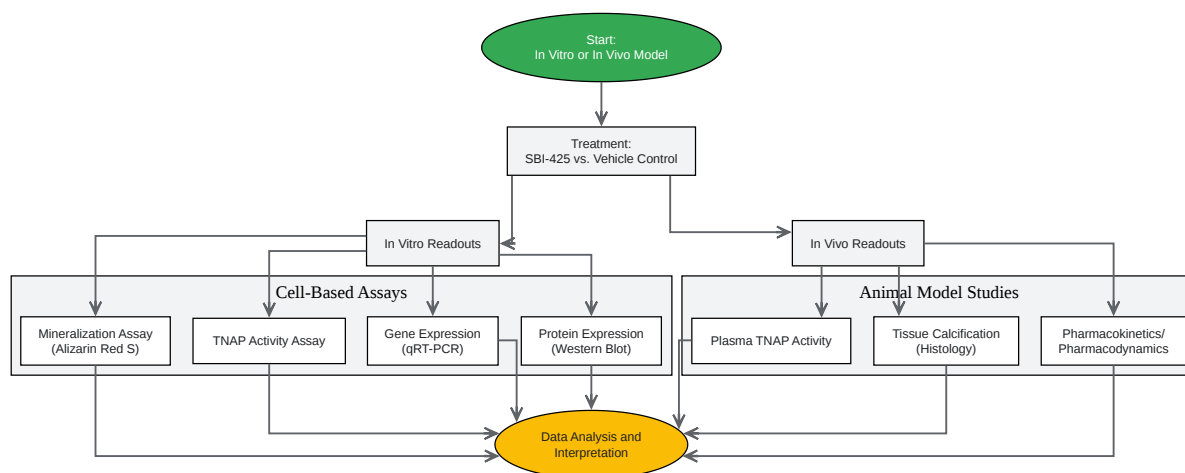 Start:
In Vitro or In Vivo Model
Treatment:
SBI-425 vs. Vehicle Control
In Vitro Readouts
In Vivo Readouts
Cell-Based Assays
Animal Model Studies
Mineralization Assay
(Alizarin Red S)
TNAP Activity Assay
Gene Expression
(qRT-PCR)
Protein Expression
(Western Blot)
Plasma TNAP Activity
Tissue Calcification
(Histology)
Pharmacokinetics/
Pharmacodynamics
Data Analysis and
Interpretation